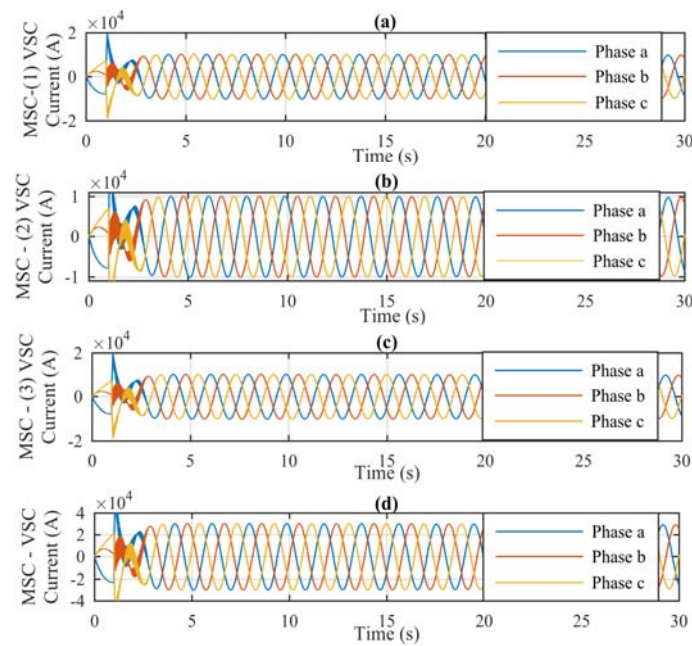 (a)
×10⁴
MSC-(1) VSC
Current (A)
2
0
-2
Phase a
Phase b
Phase c
0 5 10 15 20 25 30
Time (s)
(b)
×10⁴
MSC - (2) VSC
Current (A)
1
0
-1
Phase a
Phase b
Phase c
0 5 10 15 20 25 30
Time (s)
(c)
×10⁴
MSC - (3) VSC
Current (A)
2
0
-2
Phase a
Phase b
Phase c
0 5 10 15 20 25 30
Time (s)
(d)
×10⁴
MSC - VSC
Current (A)
4
2
0
-2
-4
Phase a
Phase b
Phase c
0 5 10 15 20 25 30
Time (s)